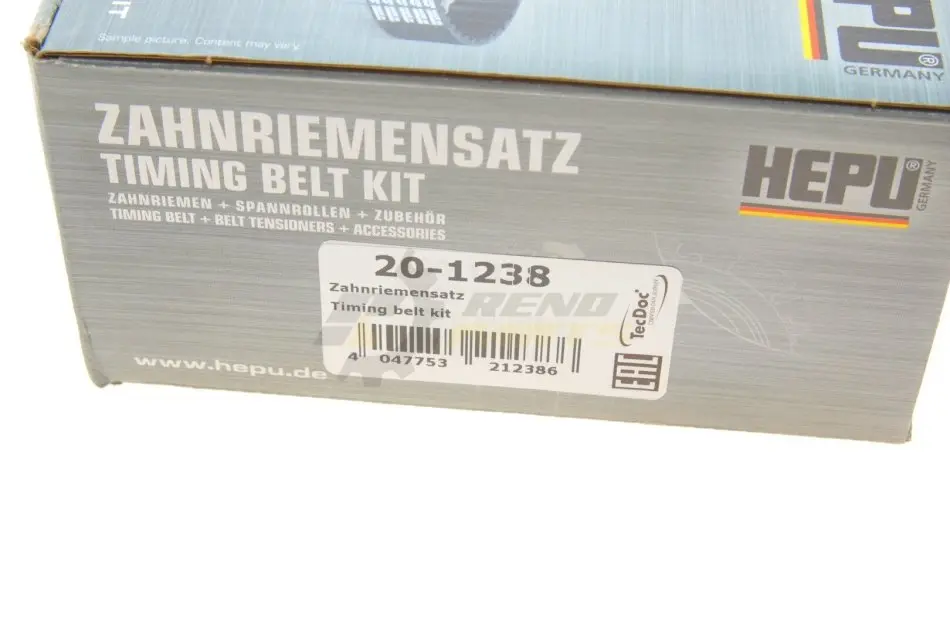 IT
Sample picture. Content may vary.
HEPU®
GERMANY
ZAHNRIEMENSATZ
TIMING BELT KIT
ZAHNRIEMEN + SPANNROLLEN + ZUBEHÖR
TIMING BELT + BELT TENSIONERS + ACCESSORIES
HEPU®
GERMANY
20-1238
Zahnriemensatz
Timing belt kit
4 047753 212386
TecDoc
EAC
RENO
www.hepu.de